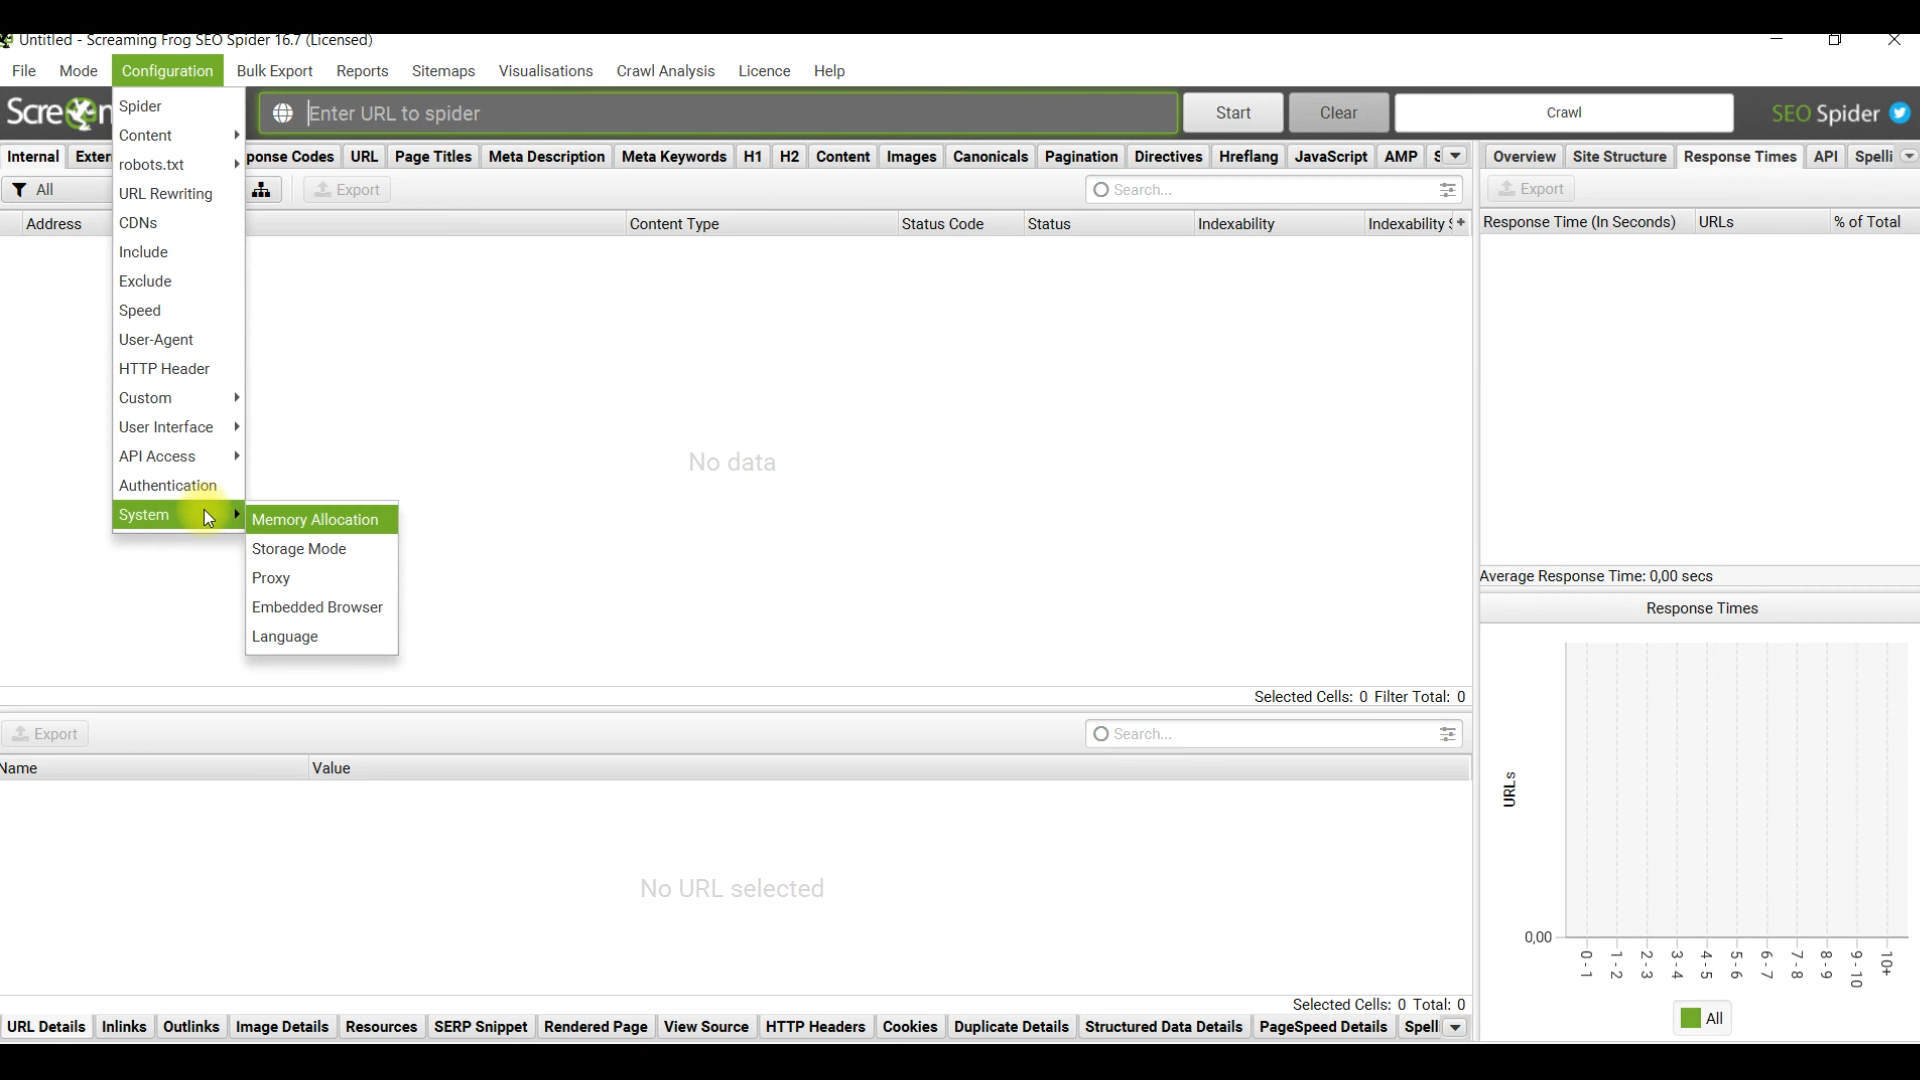 Untitled - Screaming Frog SEO Spider 16.7 (Licensed)
File Mode Configuration Bulk Export Reports Sitemaps Visualisations Crawl Analysis Licence Help
Enter URL to spider Start Clear Crawl SEO Spider
Spider
Content
robots.txt
URL Rewriting
CDNs
Include
Exclude
Speed
User-Agent
HTTP Header
Custom
User Interface
API Access
Authentication
System
Memory Allocation
Storage Mode
Proxy
Embedded Browser
Language
Internal URL Page Titles Meta Description Meta Keywords H1 H2 Content Images Canonicals Pagination Directives Hreflang JavaScript AMP
All Export Search...
Address Content Type Status Code Status Indexability Indexability
No data
Selected Cells: 0 Filter Total: 0
Export Search...
Name Value
No URL selected
Selected Cells: 0 Total: 0
URL Details Inlinks Outlinks Image Details Resources SERP Snippet Rendered Page View Source HTTP Headers Cookies Duplicate Details Structured Data Details PageSpeed Details
Overview Site Structure Response Times API
Export
Response Time (In Seconds) URLs % of Total
Average Response Time: 0,00 secs
Response Times
URLs
0,00
0-1 1-2 2-3 3-4 4-5 5-6 6-7 7-8 8-9 9-10 10+
All